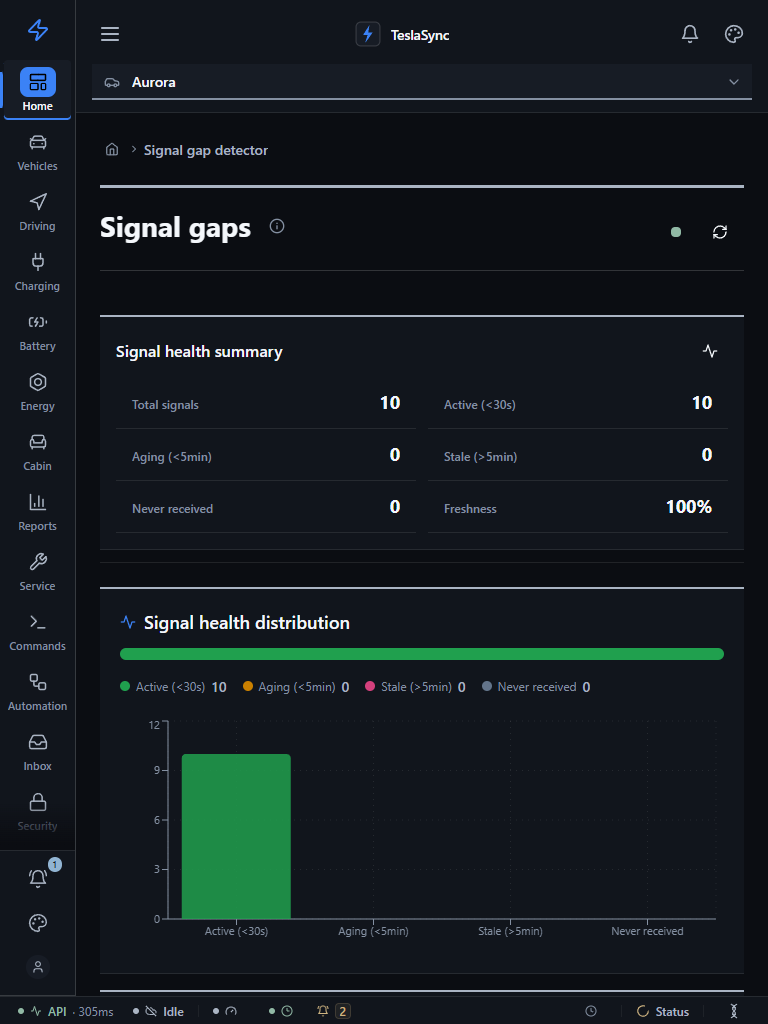 TeslaSync
Aurora
Home
Vehicles
Driving
Charging
Battery
Energy
Cabin
Reports
Service
Commands
Automation
Inbox
Security
1
Signal gap detector
Signal gaps
Signal health summary
Total signals 10
Active (<30s) 10
Aging (<5min) 0
Stale (>5min) 0
Never received 0
Freshness 100%
Signal health distribution
Active (<30s) 10 Aging (<5min) 0 Stale (>5min) 0 Never received 0
12
9
6
3
0
Active (<30s) Aging (<5min) Stale (>5min) Never received
API · 305ms Idle 2 Status